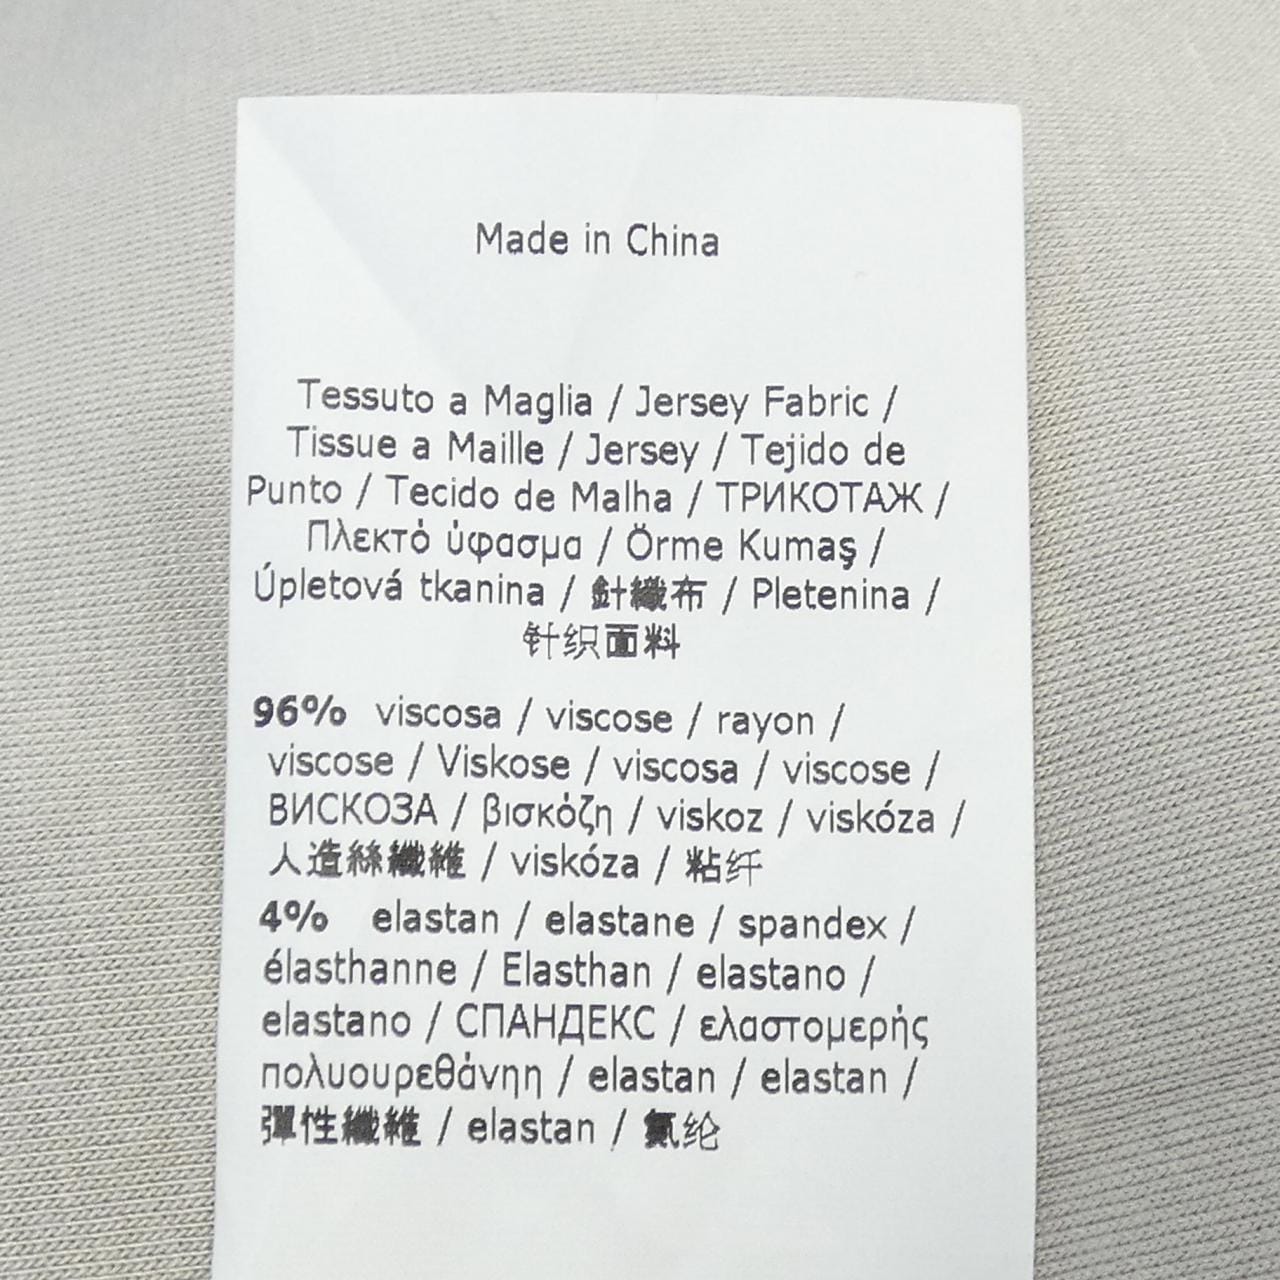 Made in China
Tessuto a Maglia / Jersey Fabric /
Tissue a Maille / Jersey / Tejido de
Punto / Tecido de Malha / ТРИКОТАЖ /
Πλεκτό ύφασμα / Örme Kumaş /
Úpletová tkanina / 針纖布 / Pletenina /
针织面料
96% viscosa / viscose / rayon /
viscose / Viskose / viscosa / viscose /
ВИСКОЗА / βισκόζη / viskoz / viskóza /
人造絲纖維 / viskóza / 粘纤
4% elastan / elastane / spandex /
élasthanne / Elasthan / elastano /
elastano / СПАНДЕКС / ελαστομερής
πολυουρεθάνηη / elastan / elastan /
彈性纖維 / elastan / 氨纶